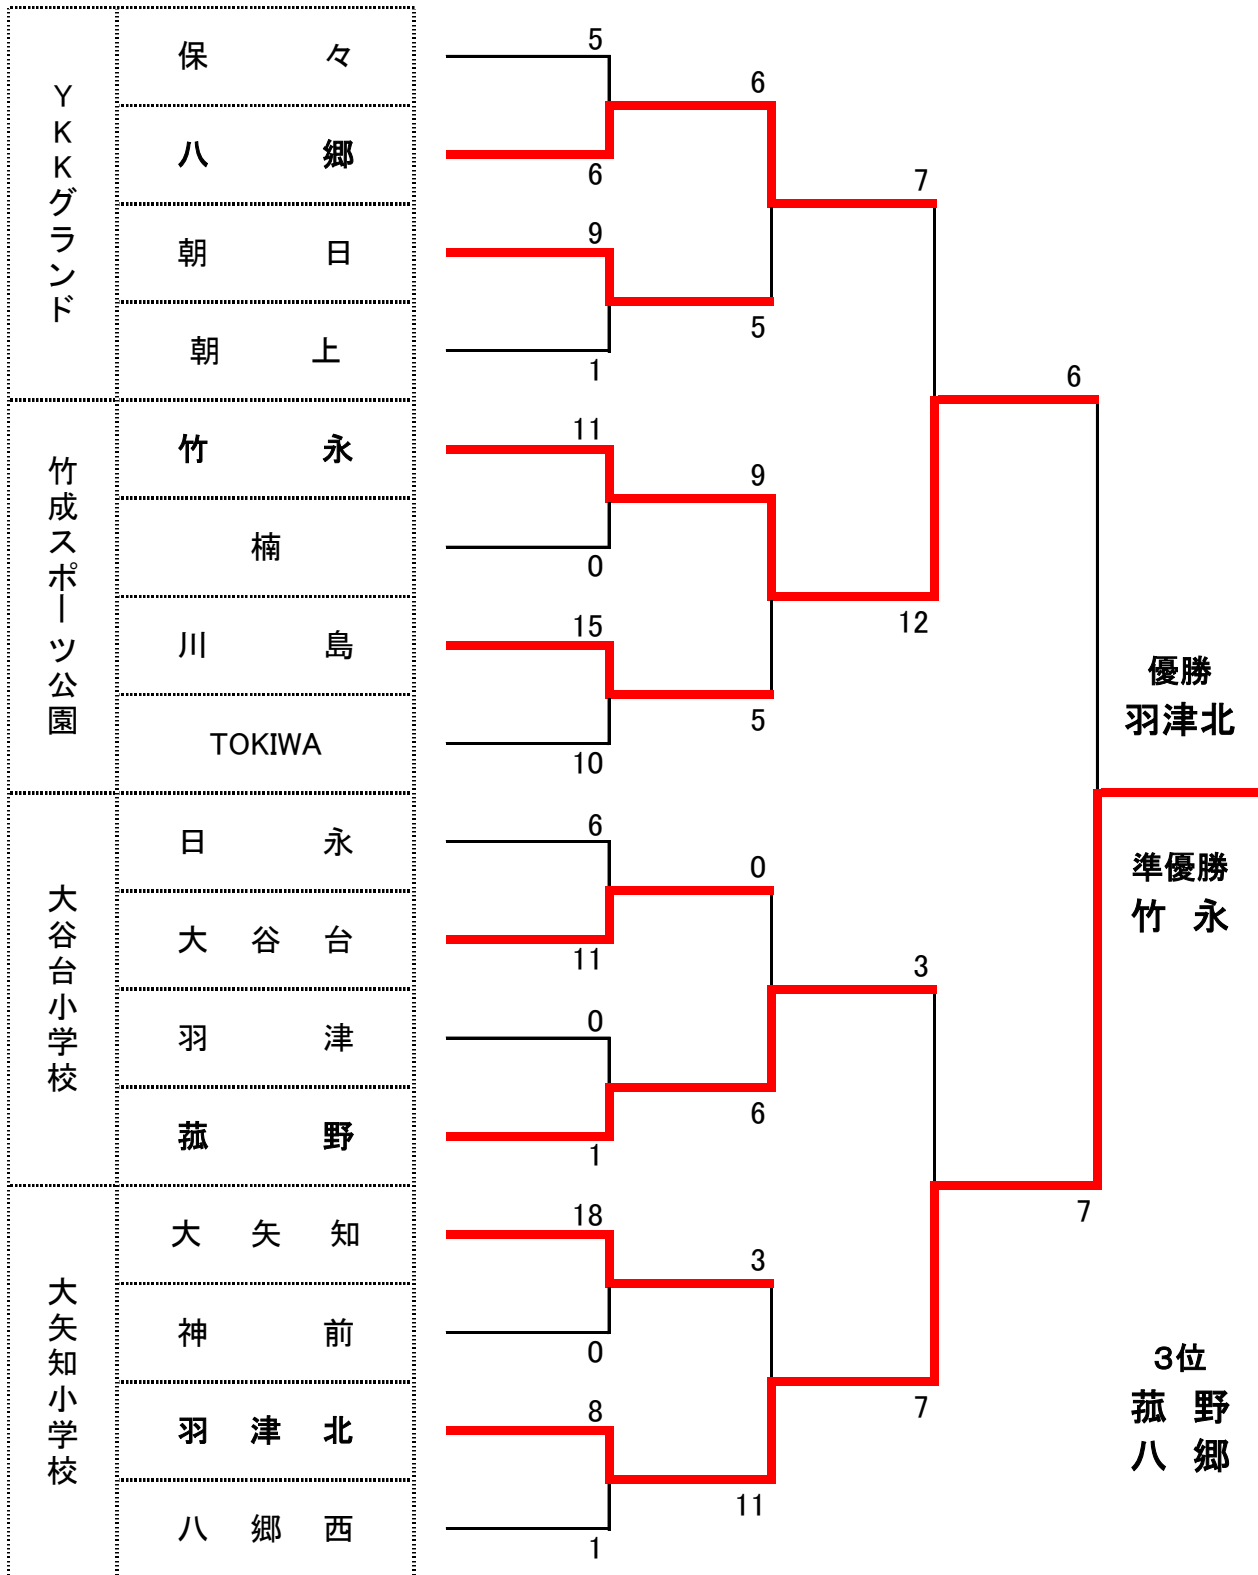 YKKグランド
保々
八郷
朝日
朝上
竹成スポーツ公園
竹永
楠
川島
TOKIWA
大谷台小学校
日永
大谷台
羽津
菰野
大矢知小学校
大矢知
神前
羽津北
八郷西
5
6
9
1
11
0
15
10
6
11
0
1
18
0
8
1
6
5
9
5
0
6
3
11
7
12
3
7
6
7
優勝
羽津北
準優勝
竹 永
3位
菰 野
八 郷